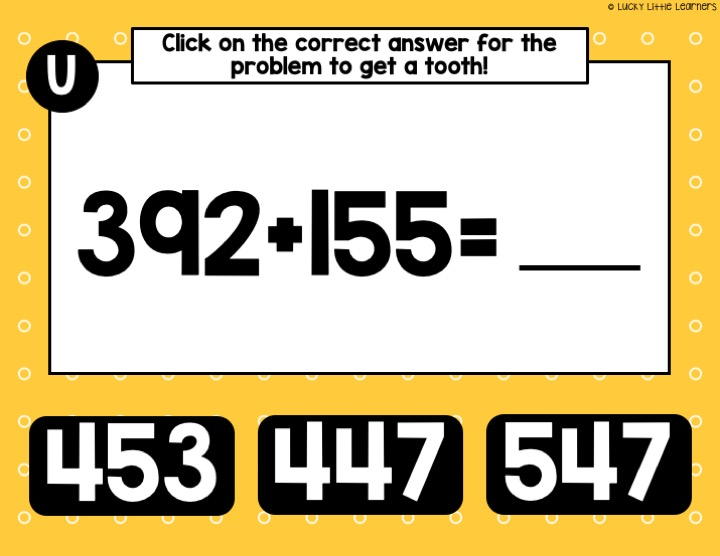 © Lucky Little Learners
Click on the correct answer for the
problem to get a tooth!
U
392+155= ___
453 447 547